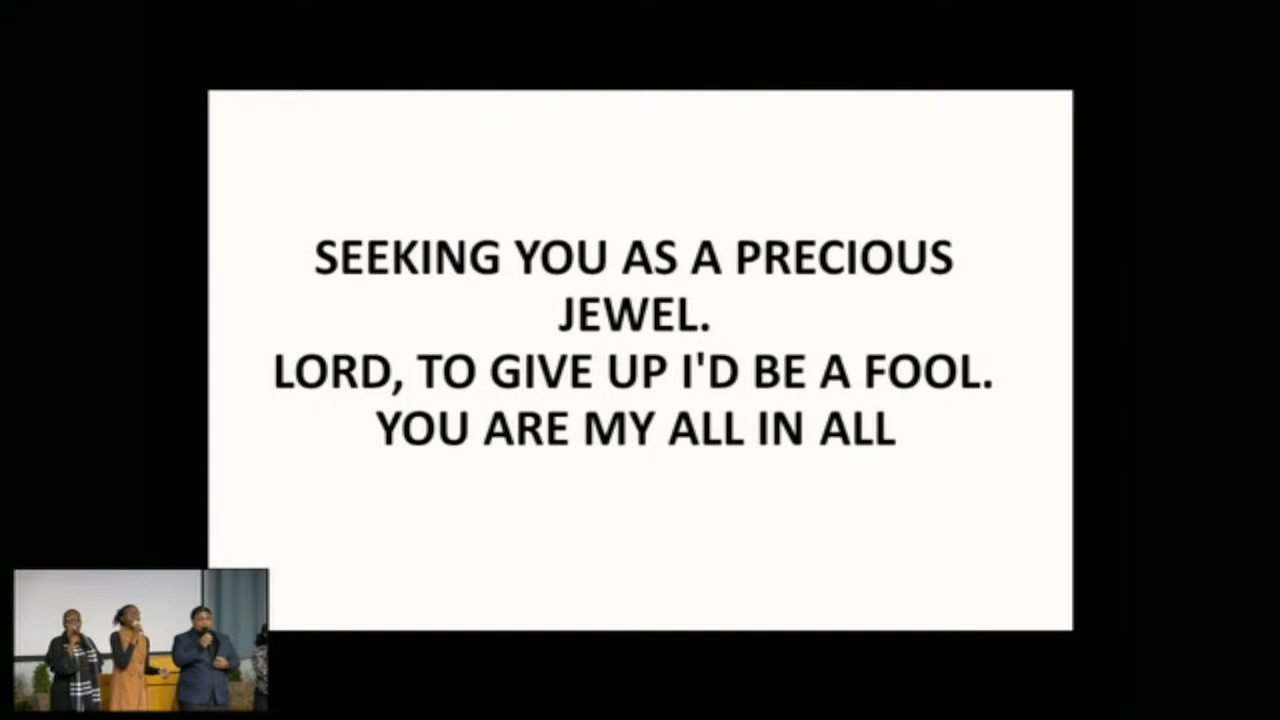 SEEKING YOU AS A PRECIOUS
JEWEL.
LORD, TO GIVE UP I'D BE A FOOL.
YOU ARE MY ALL IN ALL